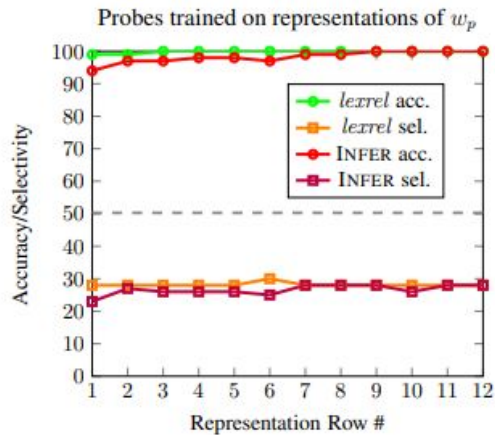 Probes trained on representations of w_p
100
90
80
70
60
50
40
30
20
10
0
Accuracy/Selectivity
lexrel acc.
lexrel sel.
INFER acc.
INFER sel.
1 2 3 4 5 6 7 8 9 10 11 12
Representation Row #